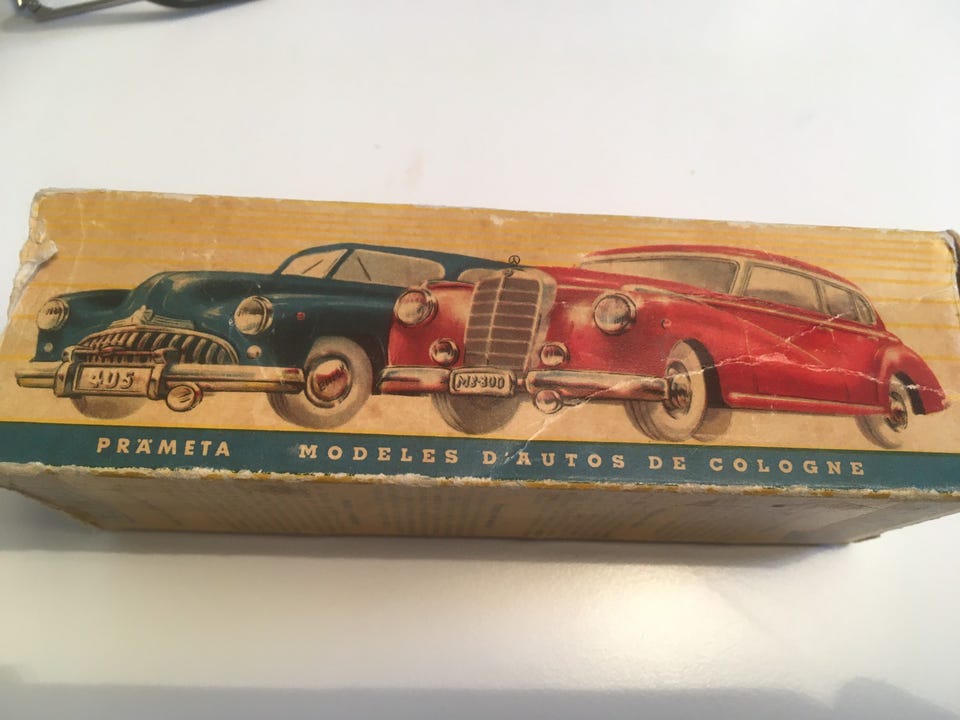 405
MB-300
PRÄMETA MODELES D'AUTOS DE COLOGNE